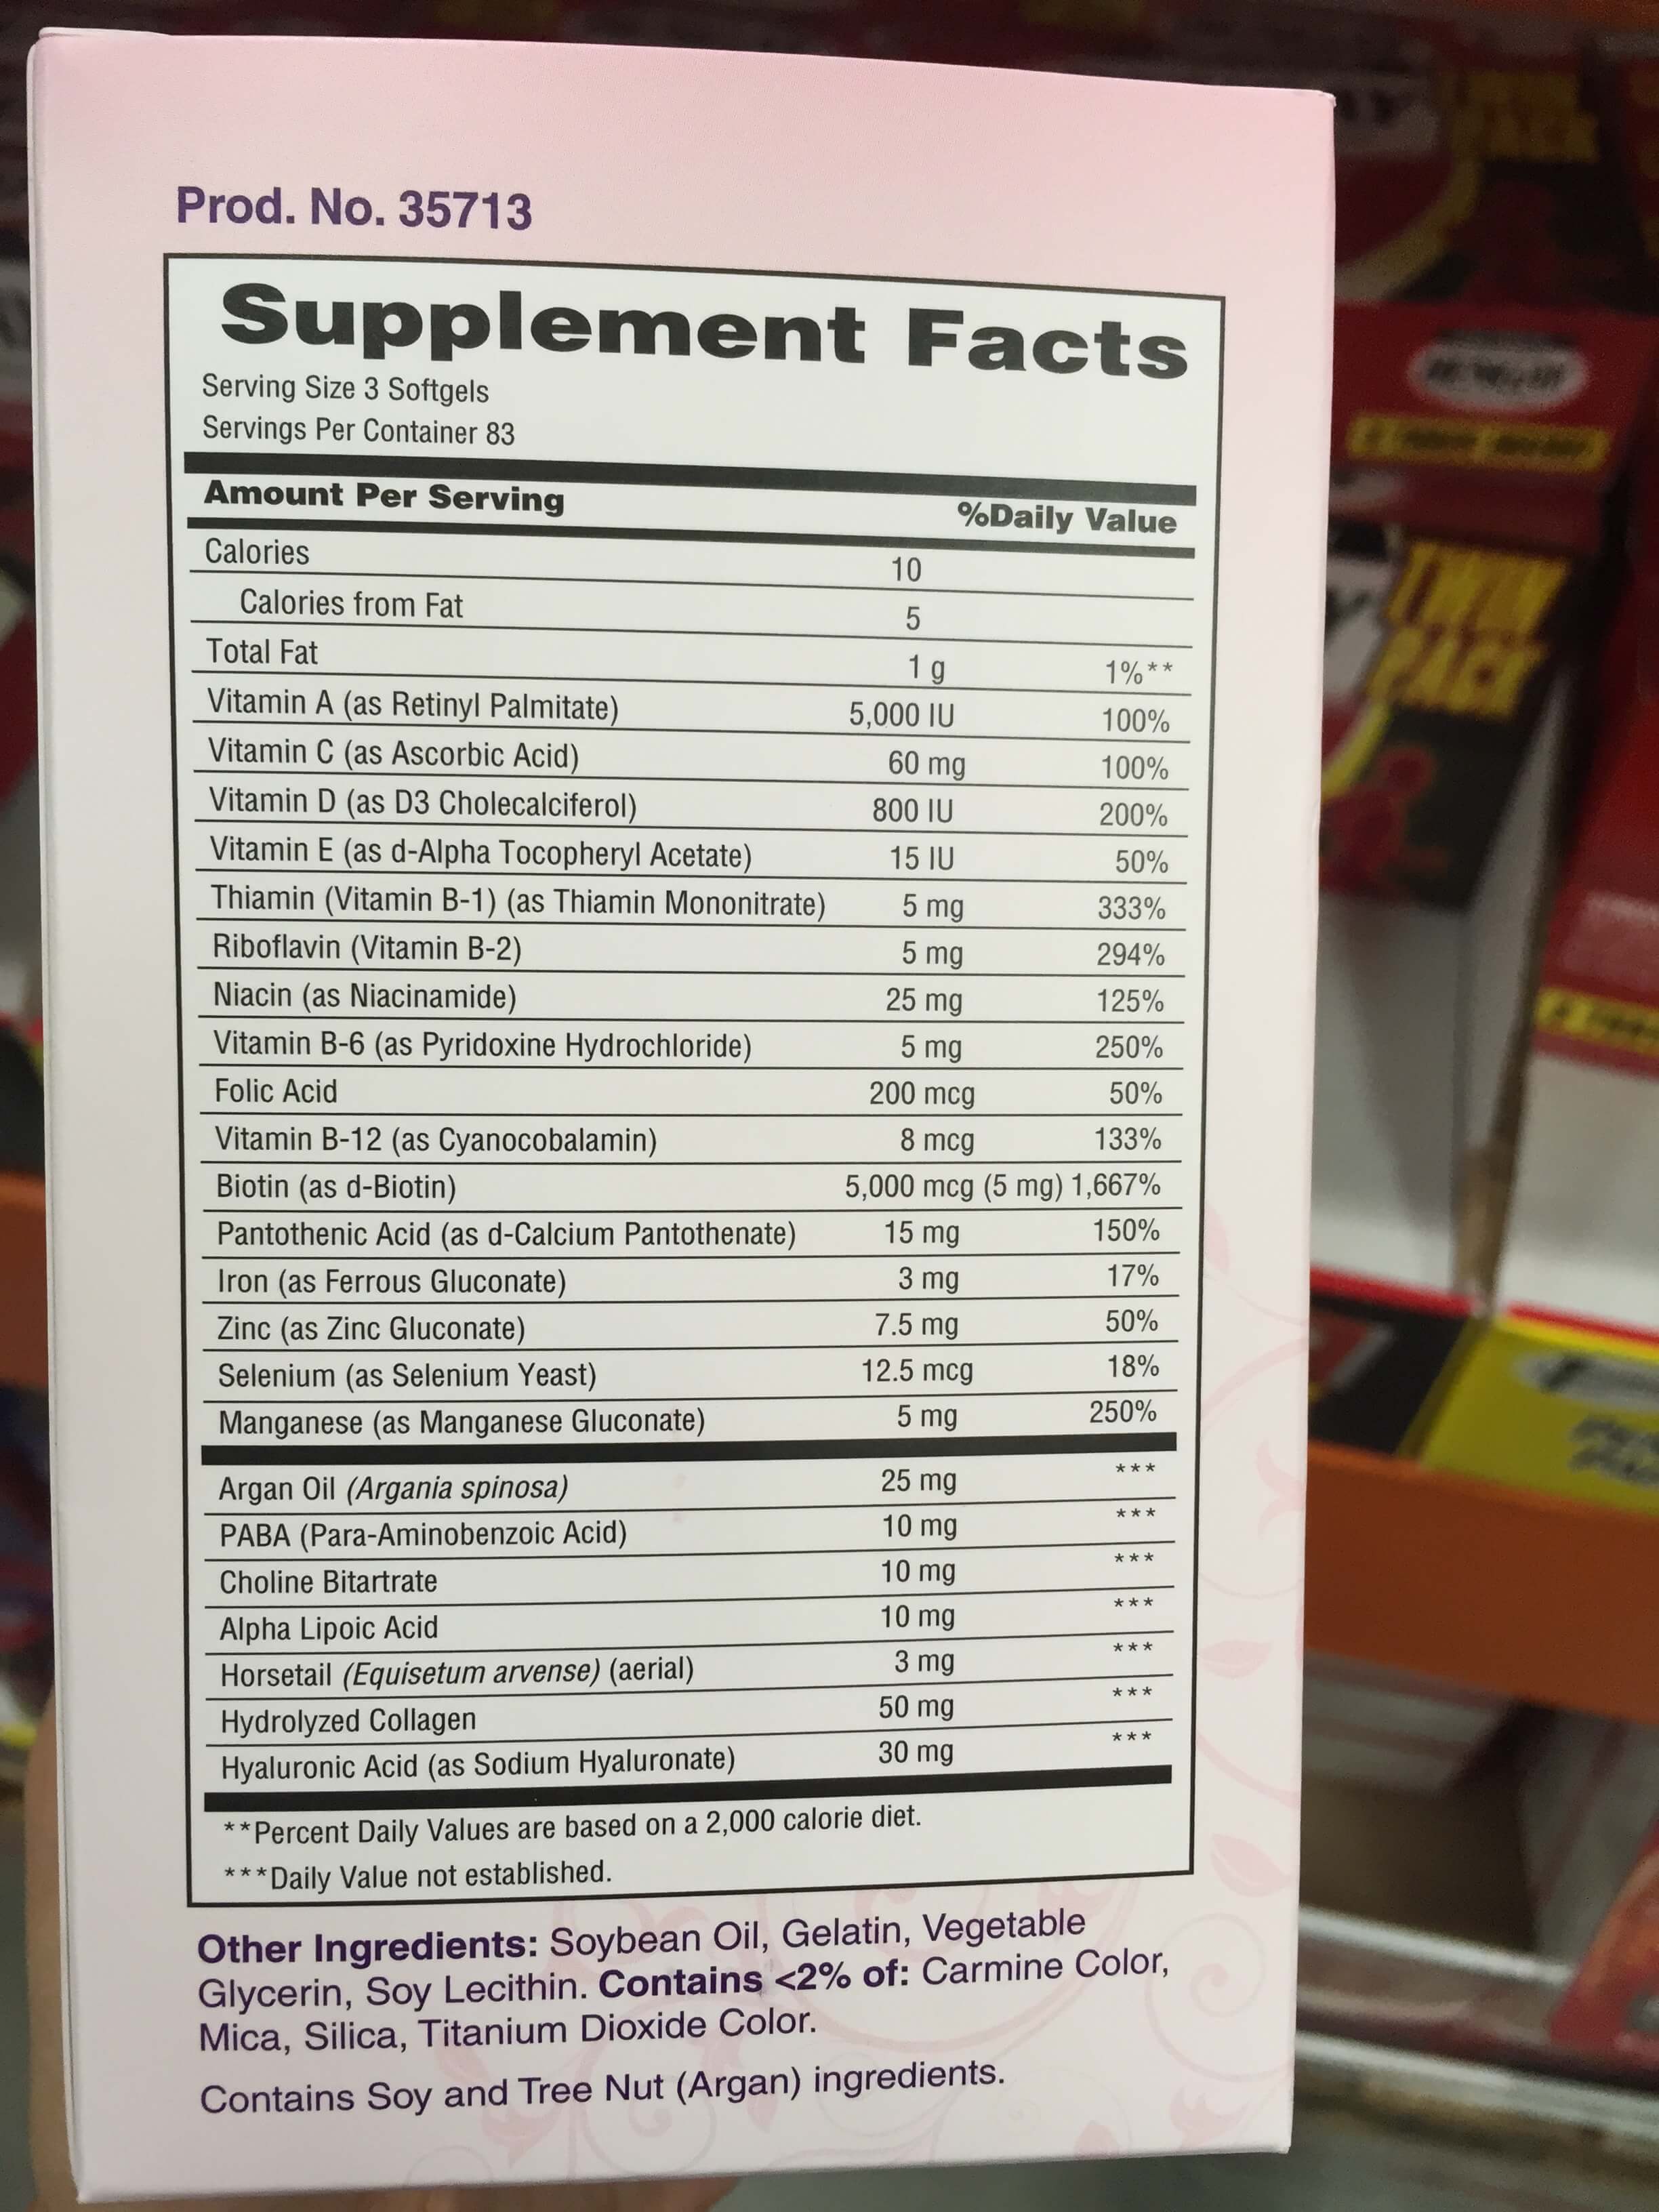 Prod. No. 35713
Supplement Facts
Serving Size 3 Softgels
Servings Per Container 83
Amount Per Serving %Daily Value
Calories 10
Calories from Fat 5
Total Fat 1 g 1%**
Vitamin A (as Retinyl Palmitate) 5,000 IU 100%
Vitamin C (as Ascorbic Acid) 60 mg 100%
Vitamin D (as D3 Cholecalciferol) 800 IU 200%
Vitamin E (as d-Alpha Tocopheryl Acetate) 15 IU 50%
Thiamin (Vitamin B-1) (as Thiamin Mononitrate) 5 mg 333%
Riboflavin (Vitamin B-2) 5 mg 294%
Niacin (as Niacinamide) 25 mg 125%
Vitamin B-6 (as Pyridoxine Hydrochloride) 5 mg 250%
Folic Acid 200 mcg 50%
Vitamin B-12 (as Cyanocobalamin) 8 mcg 133%
Biotin (as d-Biotin) 5,000 mcg (5 mg) 1,667%
Pantothenic Acid (as d-Calcium Pantothenate) 15 mg 150%
Iron (as Ferrous Gluconate) 3 mg 17%
Zinc (as Zinc Gluconate) 7.5 mg 50%
Selenium (as Selenium Yeast) 12.5 mcg 18%
Manganese (as Manganese Gluconate) 5 mg 250%
Argan Oil (Argania spinosa) 25 mg ***
PABA (Para-Aminobenzoic Acid) 10 mg ***
Choline Bitartrate 10 mg ***
Alpha Lipoic Acid 10 mg ***
Horsetail (Equisetum arvense) (aerial) 3 mg ***
Hydrolyzed Collagen 50 mg ***
Hyaluronic Acid (as Sodium Hyaluronate) 30 mg ***
**Percent Daily Values are based on a 2,000 calorie diet.
***Daily Value not established.
Other Ingredients: Soybean Oil, Gelatin, Vegetable
Glycerin, Soy Lecithin. Contains <2% of: Carmine Color,
Mica, Silica, Titanium Dioxide Color.
Contains Soy and Tree Nut (Argan) ingredients.
TWIN
PACK